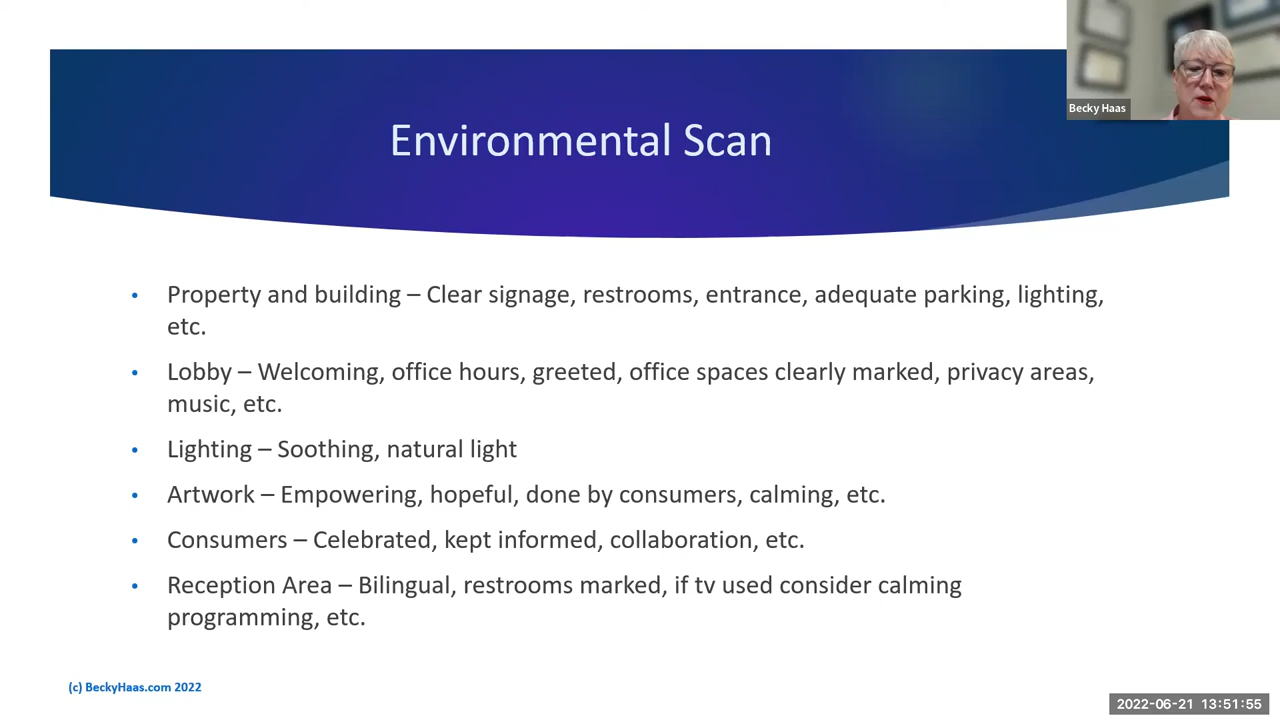 Becky Haas
Environmental Scan
• Property and building – Clear signage, restrooms, entrance, adequate parking, lighting,
etc.
• Lobby – Welcoming, office hours, greeted, office spaces clearly marked, privacy areas,
music, etc.
• Lighting – Soothing, natural light
• Artwork – Empowering, hopeful, done by consumers, calming, etc.
• Consumers – Celebrated, kept informed, collaboration, etc.
• Reception Area – Bilingual, restrooms marked, if tv used consider calming
programming, etc.
(c) BeckyHaas.com 2022
2022-06-21 13:51:55